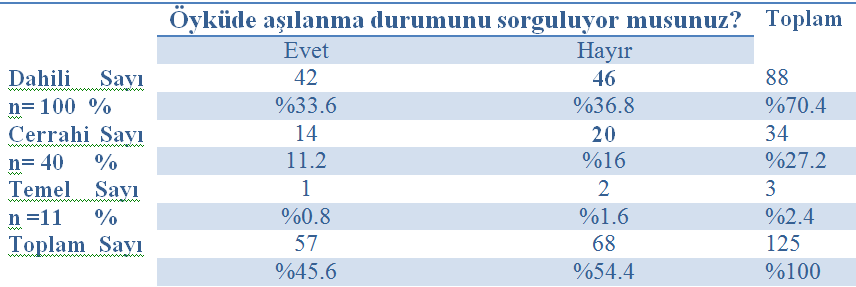 Öyküde aşılanma durumunu sorguluyor musunuz? Toplam
Evet Hayır
Dahili Sayı 42 46 88
n= 100 % %33.6 %36.8 %70.4
Cerrahi Sayı 14 20 34
n= 40 % 11.2 %16 %27.2
Temel Sayı 1 2 3
n =11 % %0.8 %1.6 %2.4
Toplam Sayı 57 68 125
%45.6 %54.4 %100